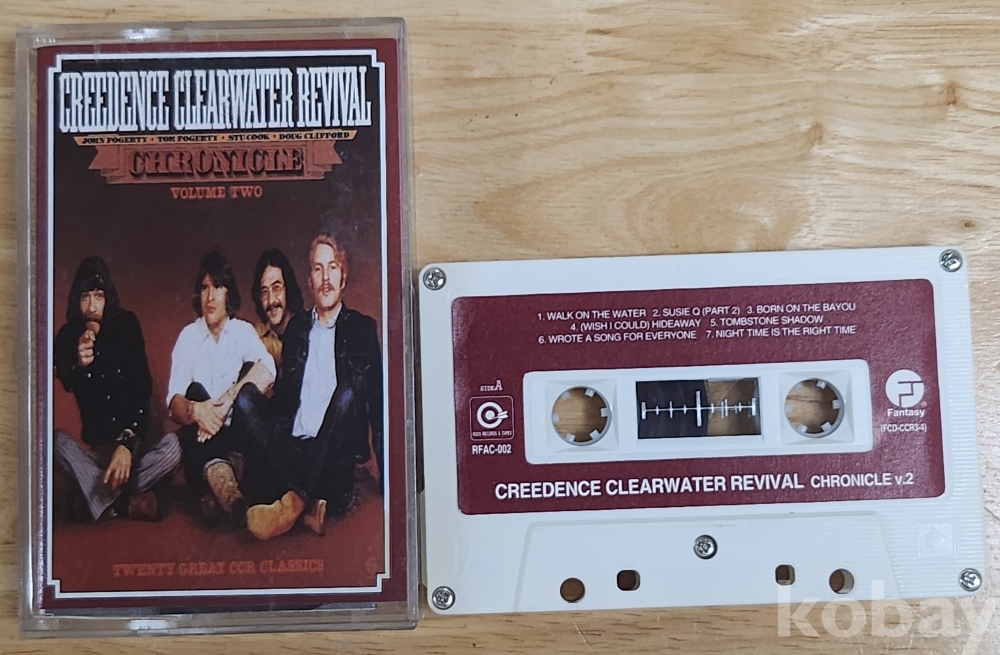 CREEDENCE CLEARWATER REVIVAL
JOHN FOGERTY • TOM FOGERTY • STU COOK • DOUG CLIFFORD
CHRONICLE
VOLUME TWO
TWENTY GREAT CCR CLASSICS
1. WALK ON THE WATER 2. SUSIE Q (PART 2) 3. BORN ON THE BAYOU
4. (WISH I COULD) HIDEAWAY 5. TOMBSTONE SHADOW
6. WROTE A SONG FOR EVERYONE 7. NIGHT TIME IS THE RIGHT TIME
SIDE A
ROCK RECORDS & TAPES
RFAC-002
Fantasy®
(FCD-CCR3-4)
CREEDENCE CLEARWATER REVIVAL CHRONICLE v.2
kobay